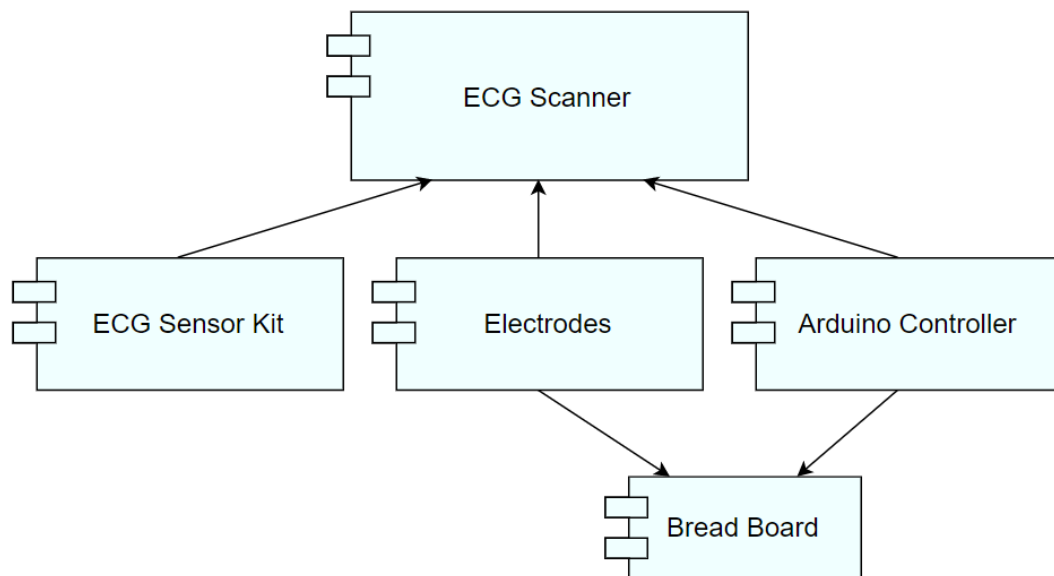 ECG Scanner
ECG Sensor Kit
Electrodes
Arduino Controller
Bread Board